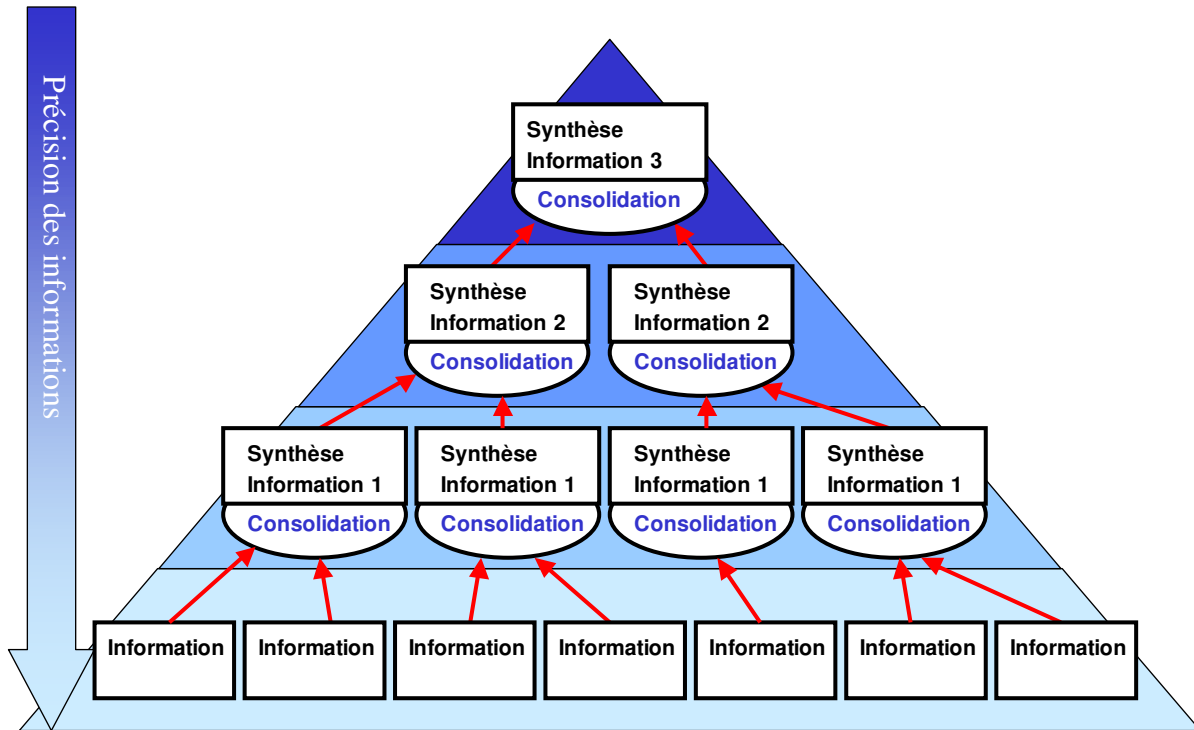 Précision des informations
Synthèse
Information 3
Consolidation
Synthèse
Information 2
Consolidation
Synthèse
Information 2
Consolidation
Synthèse
Information 1
Consolidation
Synthèse
Information 1
Consolidation
Synthèse
Information 1
Consolidation
Synthèse
Information 1
Consolidation
Information
Information
Information
Information
Information
Information
Information